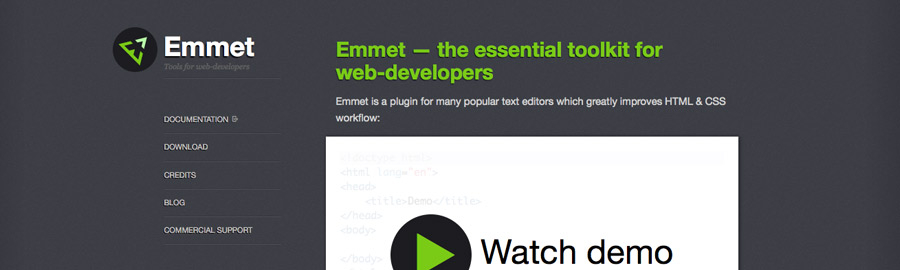 Emmet
Tools for web-developers
DOCUMENTATION
DOWNLOAD
CREDITS
BLOG
COMMERCIAL SUPPORT
Emmet — the essential toolkit for
web-developers
Emmet is a plugin for many popular text editors which greatly improves HTML & CSS
workflow:
<!doctype html>
<html lang="en">
<head>
    <title>Demo</title>
</head>
<body>
</body>
Watch demo